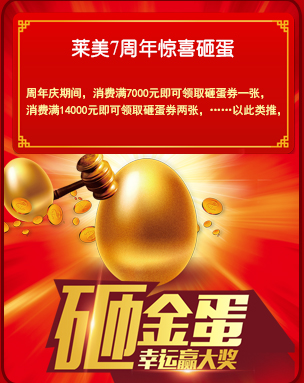 莱美7周年惊喜砸蛋
周年庆期间，消费满7000元即可领取砸蛋券一张，
消费满14000元即可领取砸蛋券两张，……以此类推，
砸金蛋
幸运赢大奖